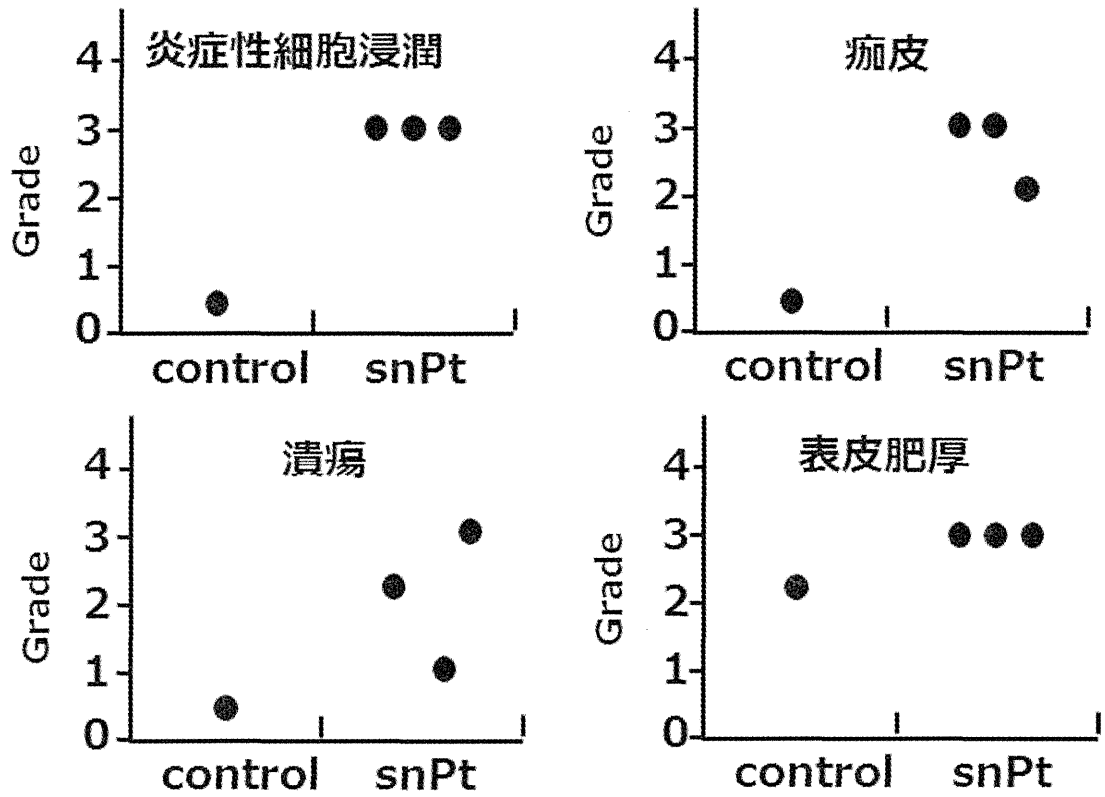 炎症性細胞浸潤
Grade
4
3
2
1
0
control snPt
痂皮
Grade
4
3
2
1
0
control snPt
潰瘍
Grade
4
3
2
1
0
control snPt
表皮肥厚
Grade
4
3
2
1
0
control snPt